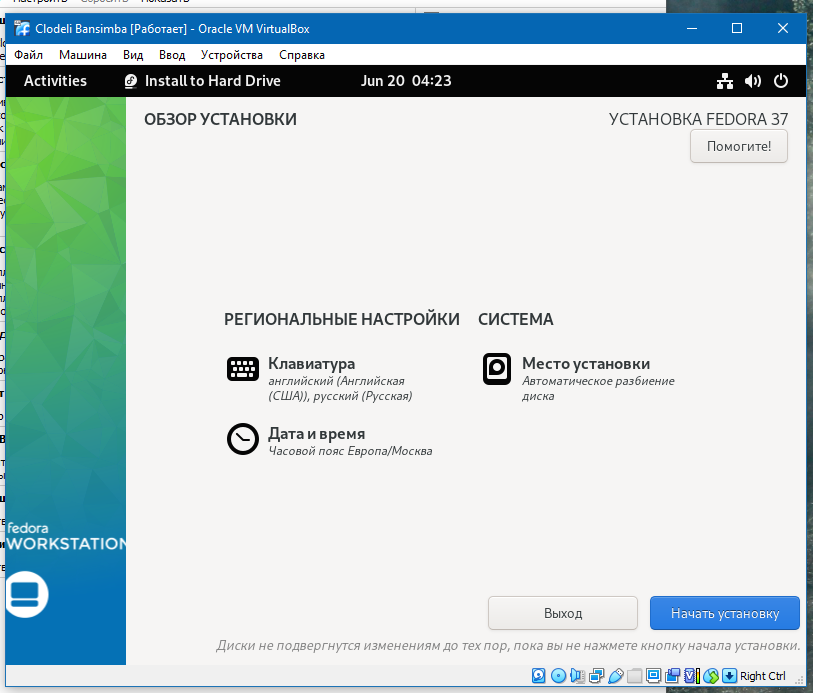 Настроить Сбросить Показать
Clodeli Bansimba [Работает] - Oracle VM VirtualBox
Файл Машина Вид Ввод Устройства Справка
Activities Install to Hard Drive Jun 20 04:23
ОБЗОР УСТАНОВКИ УСТАНОВКА FEDORA 37
Помогите!
РЕГИОНАЛЬНЫЕ НАСТРОЙКИ СИСТЕМА
Клавиатура
английский (Английская
(США)), русский (Русская)
Место установки
Автоматическое разбиение
диска
Дата и время
Часовой пояс Европа/Москва
fedora
WORKSTATION
Выход Начать установку
Диски не подвергнутся изменениям до тех пор, пока вы не нажмете кнопку начала установки.
Right Ctrl